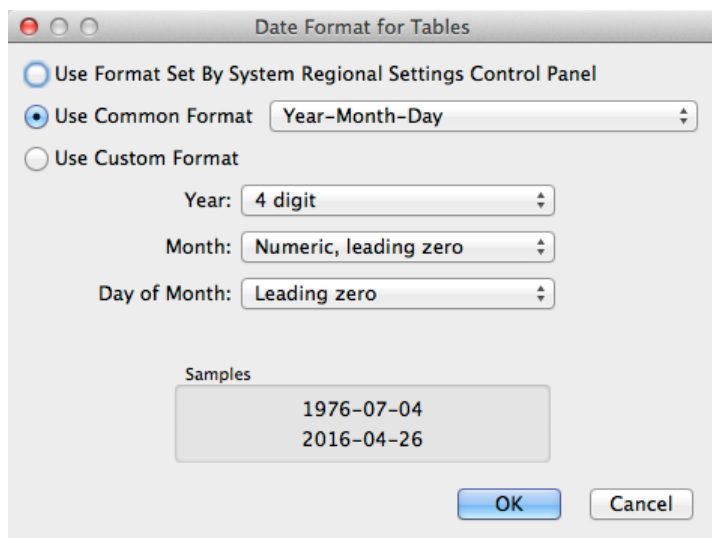 Date Format for Tables
Use Format Set By System Regional Settings Control Panel
Use Common Format Year-Month-Day
Use Custom Format
Year: 4 digit
Month: Numeric, leading zero
Day of Month: Leading zero
Samples
1976-07-04
2016-04-26
OK Cancel